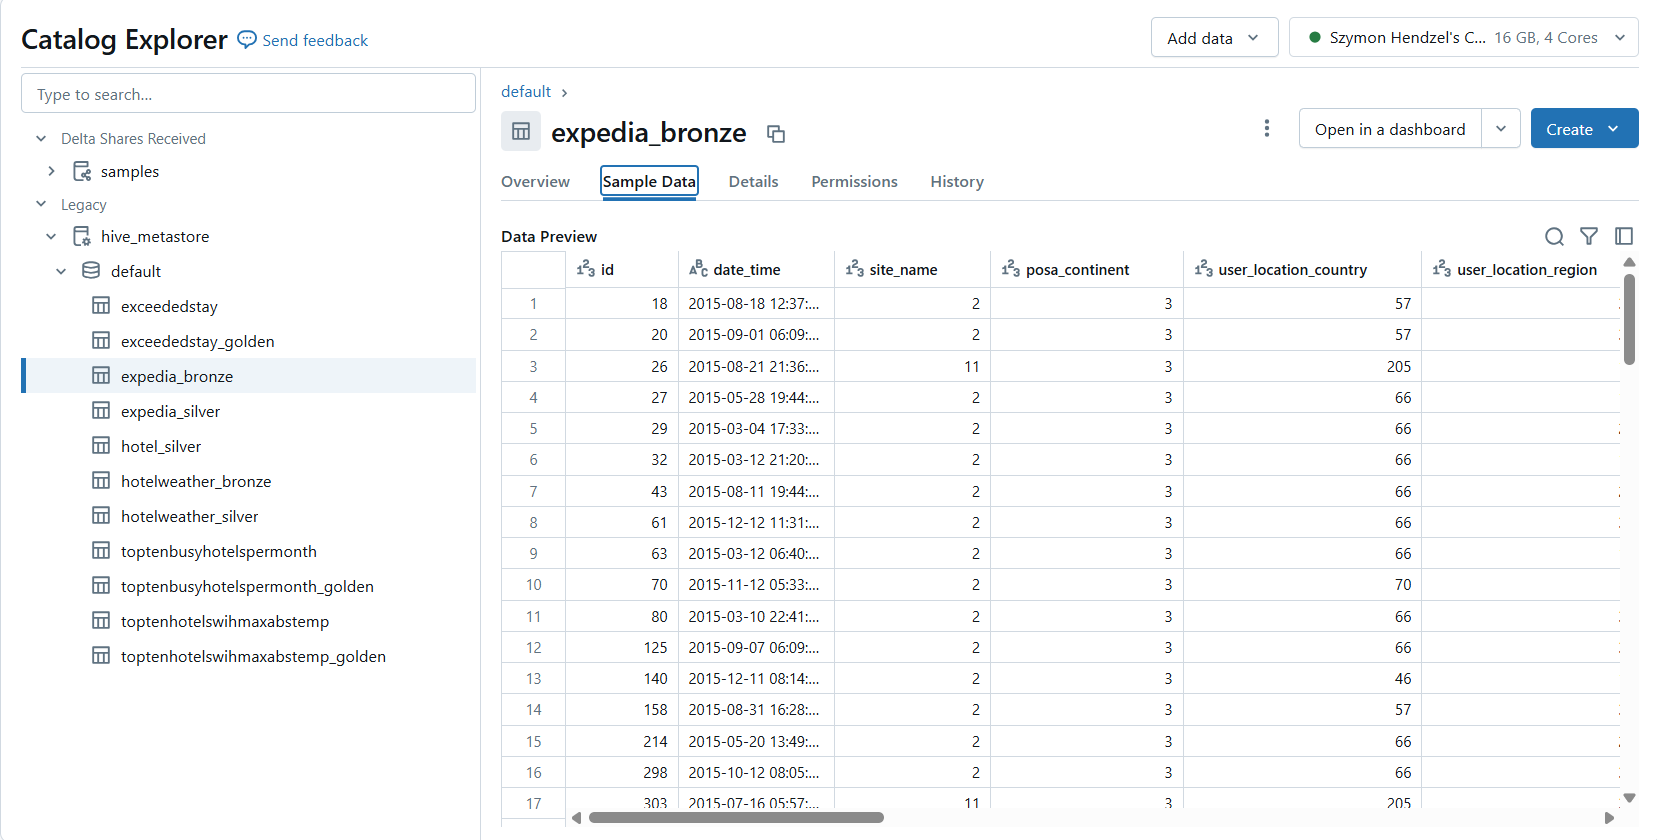 Catalog Explorer Send feedback
Add data
Szymon Hendzel's C... 16 GB, 4 Cores
Type to search...
Delta Shares Received
samples
Legacy
hive_metastore
default
exceededstay
exceededstay_golden
expedia_bronze
expedia_silver
hotel_silver
hotelweather_bronze
hotelweather_silver
toptenbusyhotelspermonth
toptenbusyhotelspermonth_golden
toptenhotelswihmaxabstemp
toptenhotelswihmaxabstemp_golden
default ›
expedia_bronze
Open in a dashboard
Create
Overview Sample Data Details Permissions History
Data Preview
id date_time site_name posa_continent user_location_country user_location_region
1 18 2015-08-18 12:37:... 2 3 57
2 20 2015-09-01 06:09:... 2 3 57
3 26 2015-08-21 21:36:... 11 3 205
4 27 2015-05-28 19:44:... 2 3 66
5 29 2015-03-04 17:33:... 2 3 66
6 32 2015-03-12 21:20:... 2 3 66
7 43 2015-08-11 19:44:... 2 3 66
8 61 2015-12-12 11:31:... 2 3 66
9 63 2015-03-12 06:40:... 2 3 66
10 70 2015-11-12 05:33:... 2 3 70
11 80 2015-03-10 22:41:... 2 3 66
12 125 2015-09-07 06:09:... 2 3 66
13 140 2015-12-11 08:14:... 2 3 46
14 158 2015-08-31 16:28:... 2 3 57
15 214 2015-05-20 13:49:... 2 3 66
16 298 2015-10-12 08:05:... 2 3 66
17 303 2015-07-16 05:57:... 11 3 205